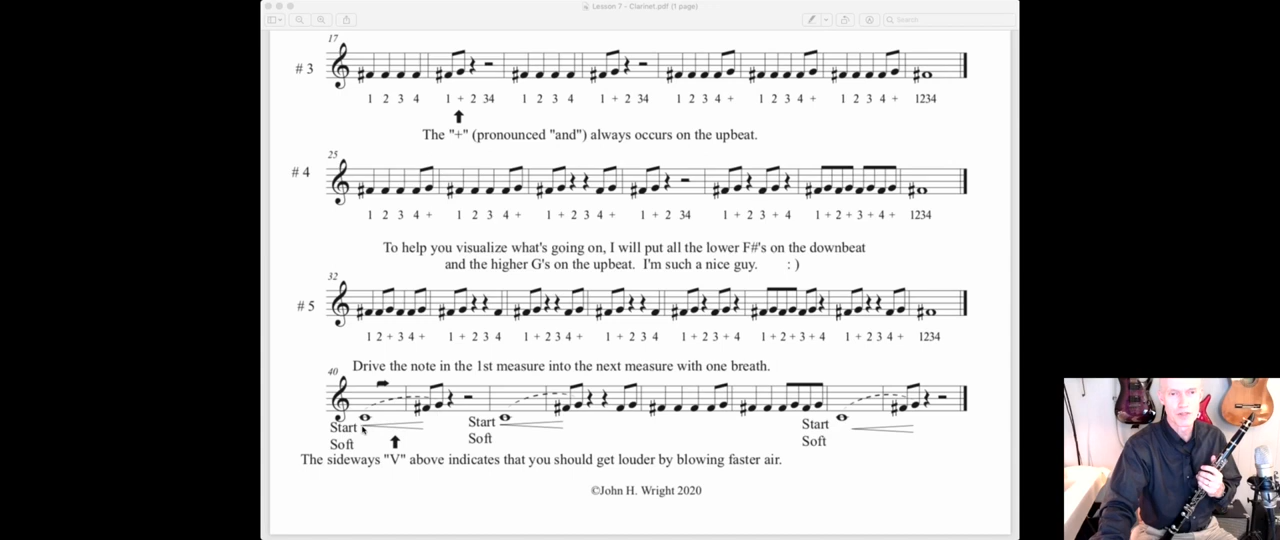 Lesson 7 - Clarinet.pdf (1 page)
Search
17
# 3
1 2 3 4 1 + 2 34 1 2 3 4 1 + 2 34 1 2 3 4 + 1 2 3 4 + 1 2 3 4 + 1234
The "+" (pronounced "and") always occurs on the upbeat.
25
# 4
1 2 3 4 + 1 2 3 4 + 1 + 2 3 4 + 1 + 2 34 1 + 2 3 + 4 1 + 2 + 3 + 4 + 1234
To help you visualize what's going on, I will put all the lower F#'s on the downbeat
and the higher G's on the upbeat. I'm such a nice guy. : )
32
# 5
1 2 + 3 4 + 1 + 2 3 4 1 + 2 3 4 + 1 + 2 3 4 + 1 + 2 3 + 4 1 + 2 + 3 + 4 1 + 2 3 4 + 1234
Drive the note in the 1st measure into the next measure with one breath.
40
Start
Soft
Start
Soft
Start
Soft
The sideways "V" above indicates that you should get louder by blowing faster air.
©John H. Wright 2020